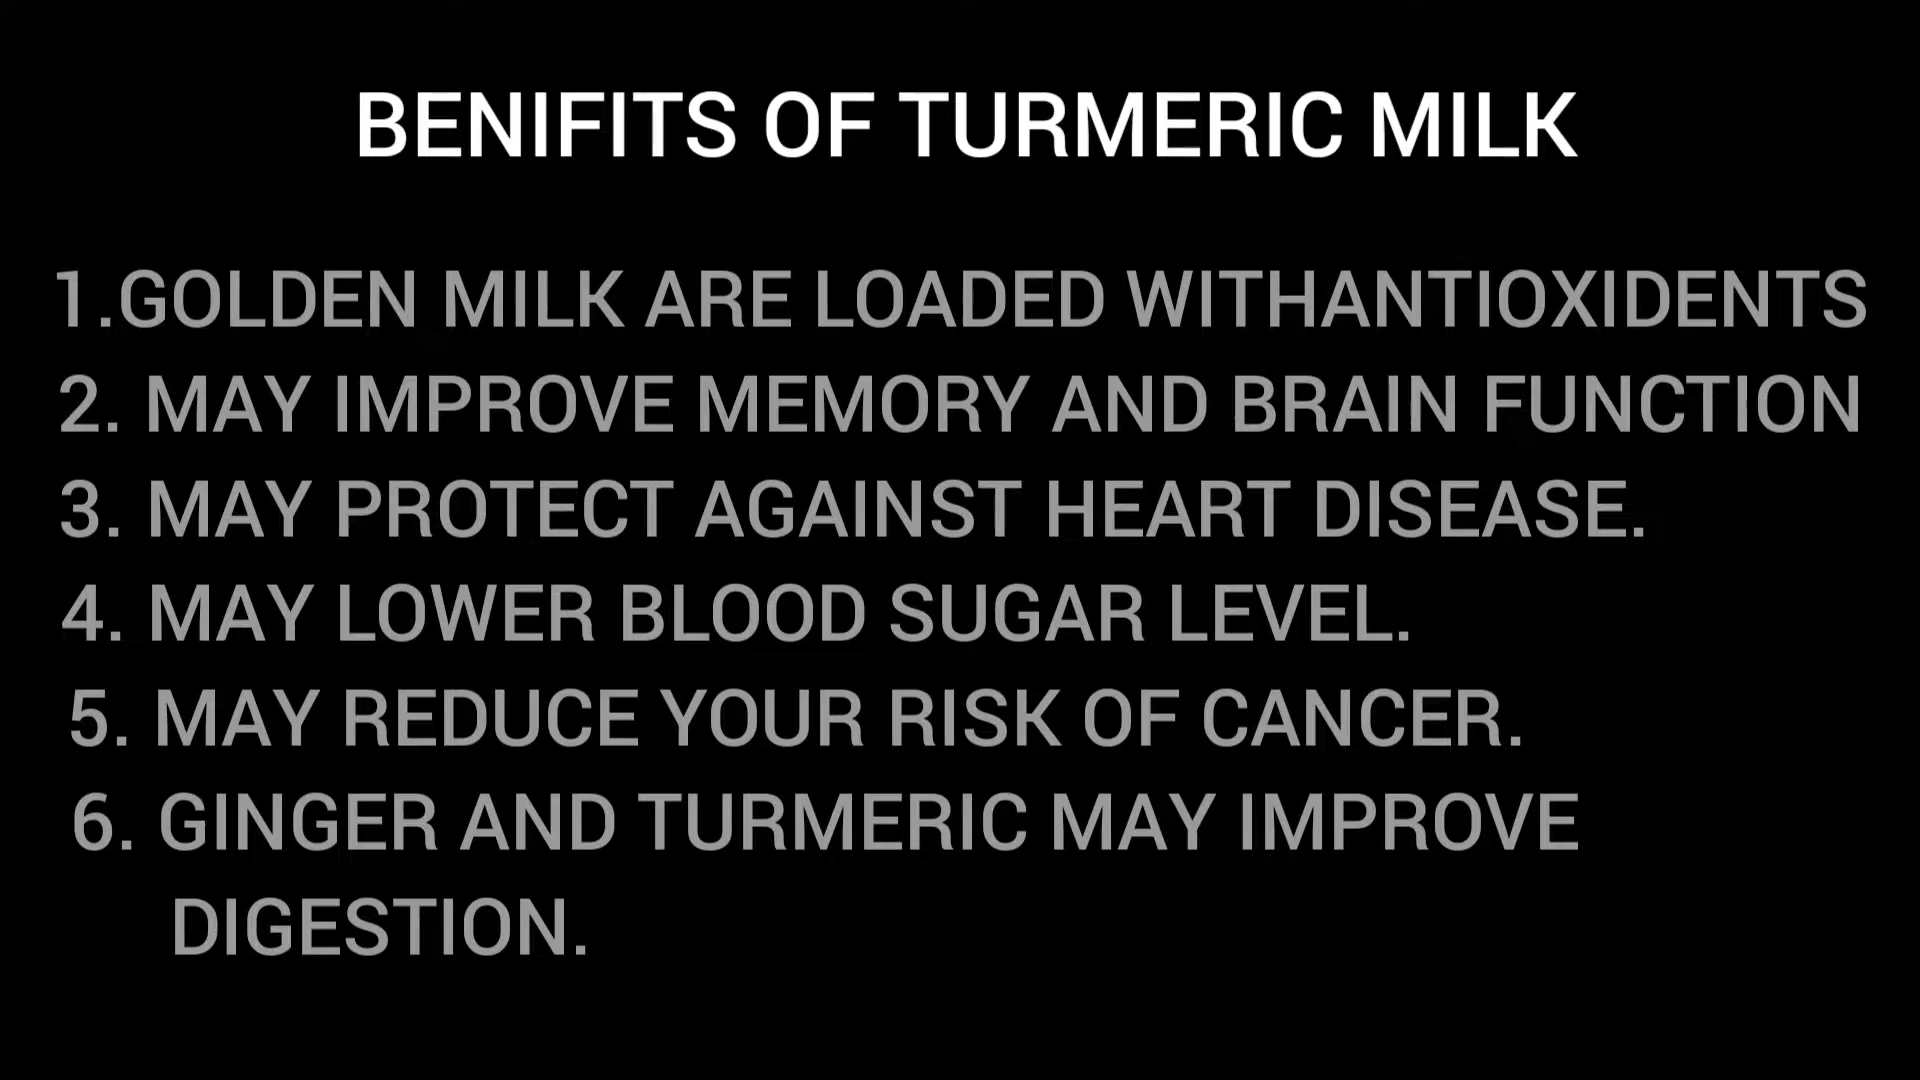 BENIFITS OF TURMERIC MILK
1.GOLDEN MILK ARE LOADED WITHANTIOXIDENTS
2. MAY IMPROVE MEMORY AND BRAIN FUNCTION
3. MAY PROTECT AGAINST HEART DISEASE.
4. MAY LOWER BLOOD SUGAR LEVEL.
5. MAY REDUCE YOUR RISK OF CANCER.
6. GINGER AND TURMERIC MAY IMPROVE
DIGESTION.